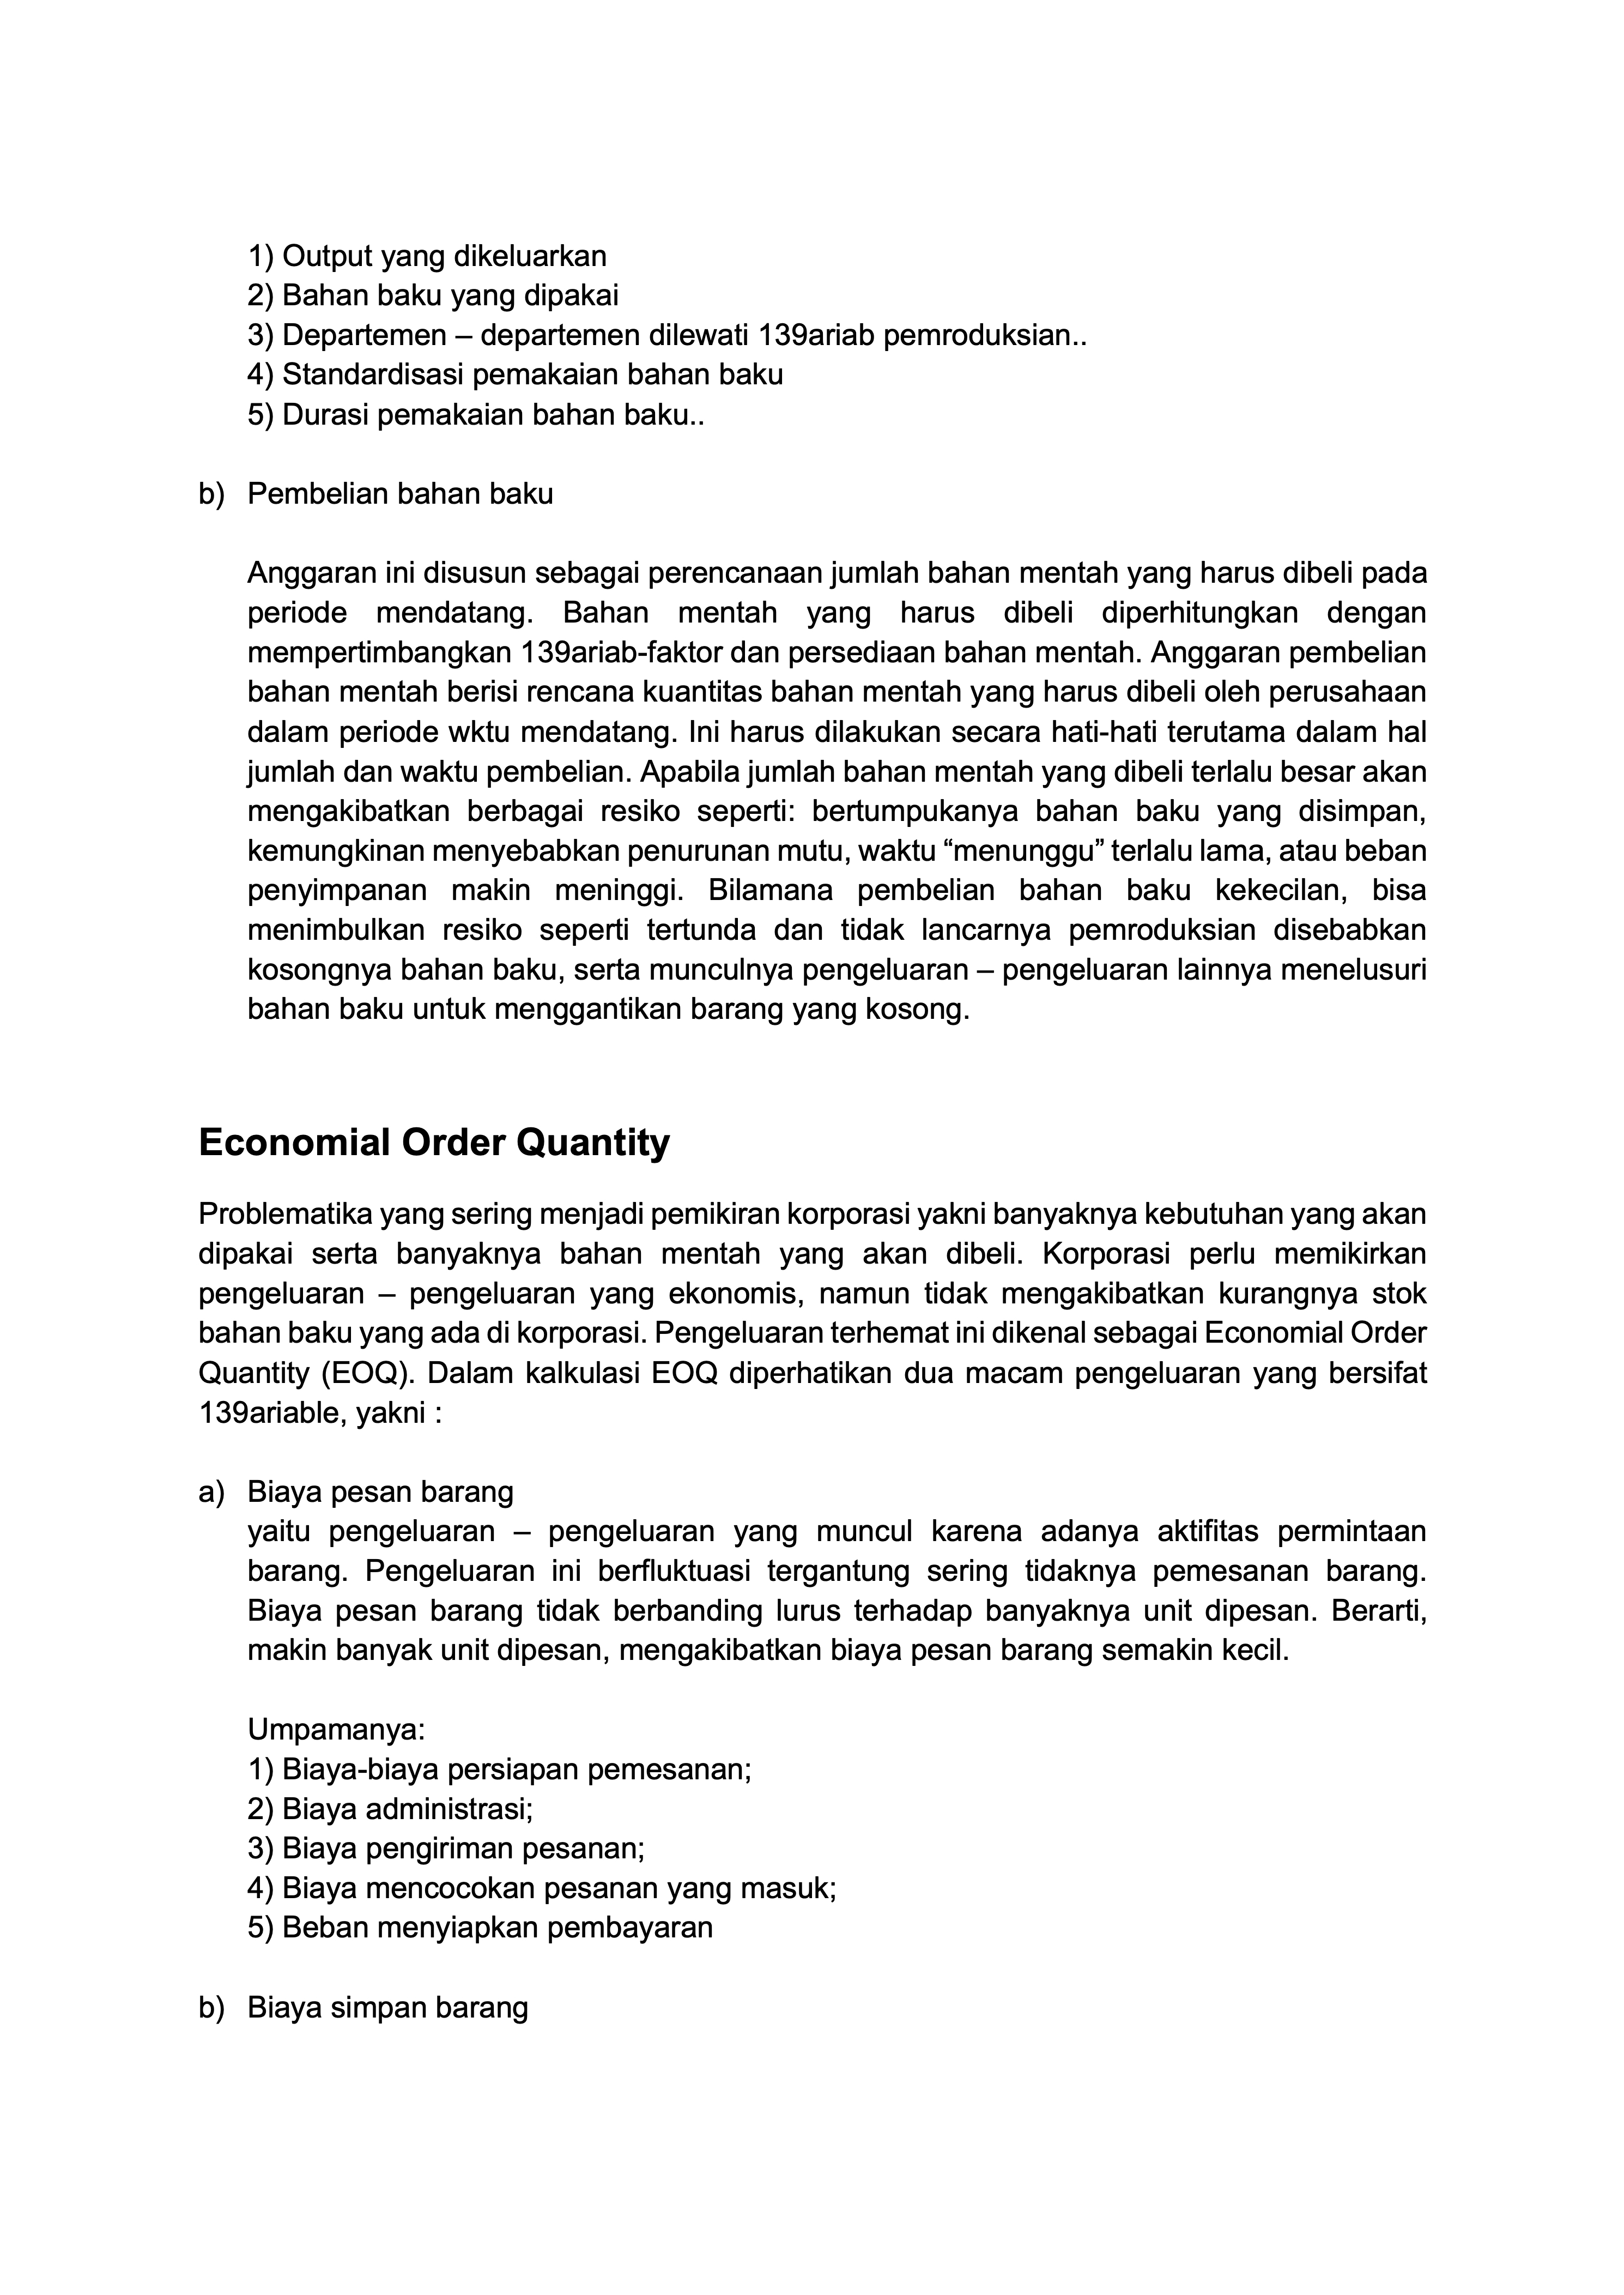 1) Output yang dikeluarkan
2) Bahan baku yang dipakai
3) Departemen – departemen dilewati 139ariab pemroduksian..
4) Standardisasi pemakaian bahan baku
5) Durasi pemakaian bahan baku..
b) Pembelian bahan baku
Anggaran ini disusun sebagai perencanaan jumlah bahan mentah yang harus dibeli pada
periode mendatang. Bahan mentah yang harus dibeli diperhitungkan dengan
mempertimbangkan 139ariab-faktor dan persediaan bahan mentah. Anggaran pembelian
bahan mentah berisi rencana kuantitas bahan mentah yang harus dibeli oleh perusahaan
dalam periode wktu mendatang. Ini harus dilakukan secara hati-hati terutama dalam hal
jumlah dan waktu pembelian. Apabila jumlah bahan mentah yang dibeli terlalu besar akan
mengakibatkan berbagai resiko seperti: bertumpukanya bahan baku yang disimpan,
kemungkinan menyebabkan penurunan mutu, waktu “menunggu” terlalu lama, atau beban
penyimpanan makin meninggi. Bilamana pembelian bahan baku kekecilan, bisa
menimbulkan resiko seperti tertunda dan tidak lancarnya pemroduksian disebabkan
kosongnya bahan baku, serta munculnya pengeluaran – pengeluaran lainnya menelusuri
bahan baku untuk menggantikan barang yang kosong.
Economial Order Quantity
Problematika yang sering menjadi pemikiran korporasi yakni banyaknya kebutuhan yang akan
dipakai serta banyaknya bahan mentah yang akan dibeli. Korporasi perlu memikirkan
pengeluaran – pengeluaran yang ekonomis, namun tidak mengakibatkan kurangnya stok
bahan baku yang ada di korporasi. Pengeluaran terhemat ini dikenal sebagai Economial Order
Quantity (EOQ). Dalam kalkulasi EOQ diperhatikan dua macam pengeluaran yang bersifat
139ariable, yakni :
a) Biaya pesan barang
yaitu pengeluaran – pengeluaran yang muncul karena adanya aktifitas permintaan
barang. Pengeluaran ini berfluktuasi tergantung sering tidaknya pemesanan barang.
Biaya pesan barang tidak berbanding lurus terhadap banyaknya unit dipesan. Berarti,
makin banyak unit dipesan, mengakibatkan biaya pesan barang semakin kecil.
Umpamanya:
1) Biaya-biaya persiapan pemesanan;
2) Biaya administrasi;
3) Biaya pengiriman pesanan;
4) Biaya mencocokan pesanan yang masuk;
5) Beban menyiapkan pembayaran
b) Biaya simpan barang